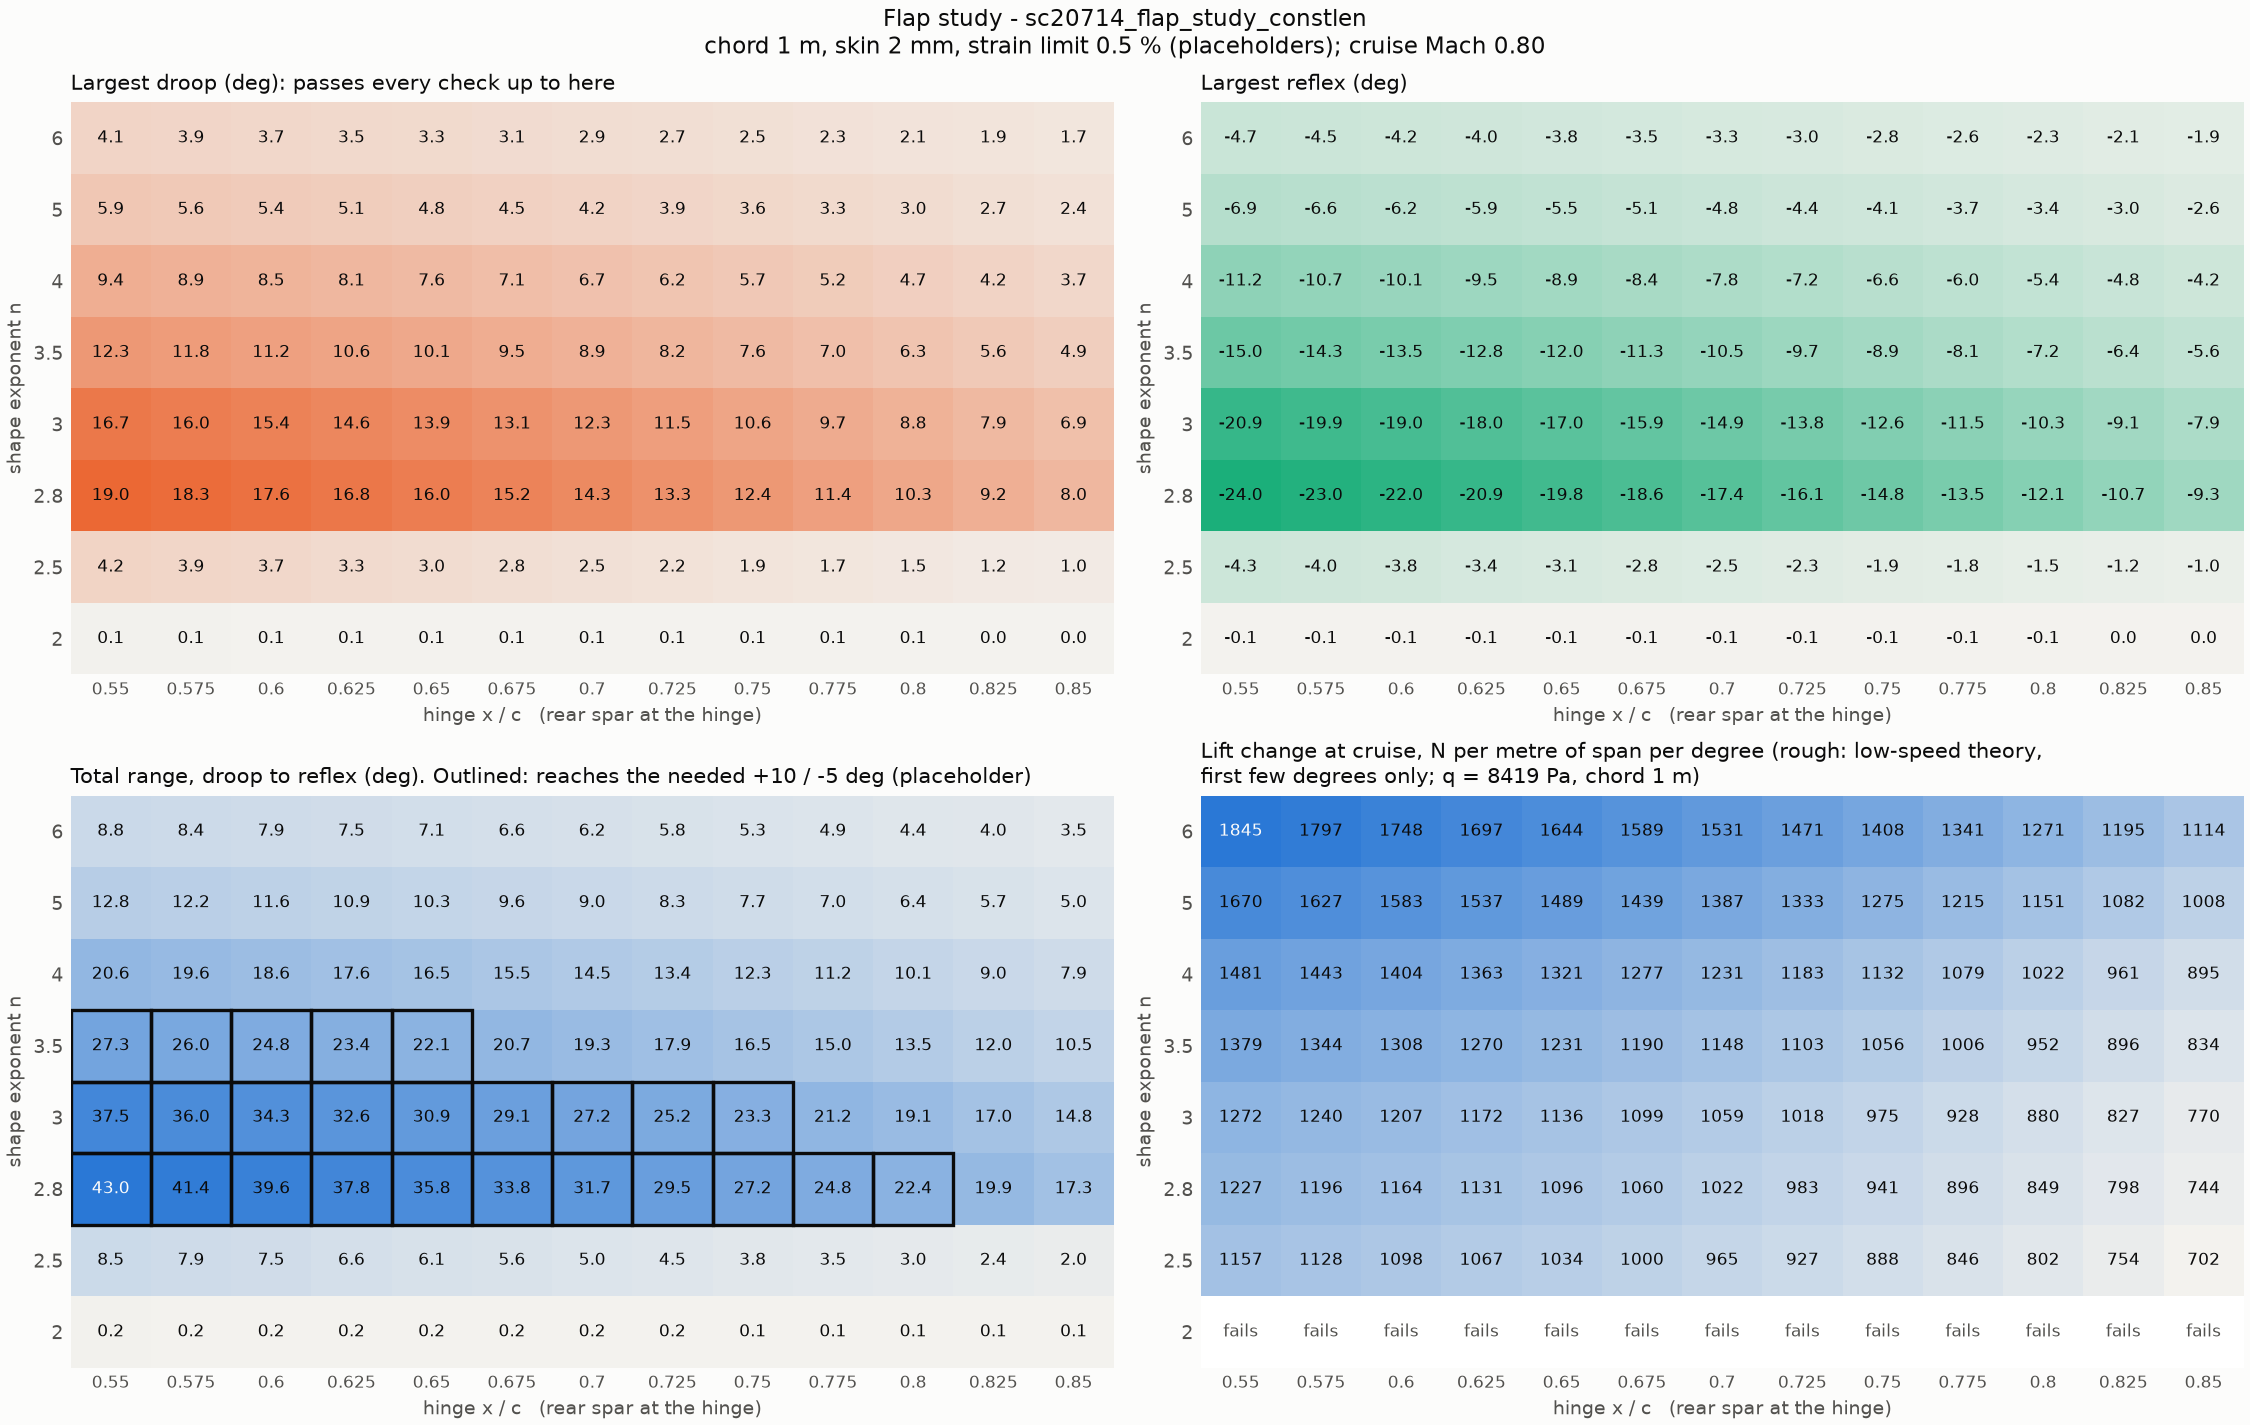 Flap study - sc20714_flap_study_constlen
chord 1 m, skin 2 mm, strain limit 0.5 % (placeholders); cruise Mach 0.80
Largest droop (deg): passes every check up to here
shape exponent n
6 4.1 3.9 3.7 3.5 3.3 3.1 2.9 2.7 2.5 2.3 2.1 1.9 1.7
5 5.9 5.6 5.4 5.1 4.8 4.5 4.2 3.9 3.6 3.3 3.0 2.7 2.4
4 9.4 8.9 8.5 8.1 7.6 7.1 6.7 6.2 5.7 5.2 4.7 4.2 3.7
3.5 12.3 11.8 11.2 10.6 10.1 9.5 8.9 8.2 7.6 7.0 6.3 5.6 4.9
3 16.7 16.0 15.4 14.6 13.9 13.1 12.3 11.5 10.6 9.7 8.8 7.9 6.9
2.8 19.0 18.3 17.6 16.8 16.0 15.2 14.3 13.3 12.4 11.4 10.3 9.2 8.0
2.5 4.2 3.9 3.7 3.3 3.0 2.8 2.5 2.2 1.9 1.7 1.5 1.2 1.0
2 0.1 0.1 0.1 0.1 0.1 0.1 0.1 0.1 0.1 0.1 0.1 0.0 0.0
0.55 0.575 0.6 0.625 0.65 0.675 0.7 0.725 0.75 0.775 0.8 0.825 0.85
hinge x / c (rear spar at the hinge)
Largest reflex (deg)
shape exponent n
6 -4.7 -4.5 -4.2 -4.0 -3.8 -3.5 -3.3 -3.0 -2.8 -2.6 -2.3 -2.1 -1.9
5 -6.9 -6.6 -6.2 -5.9 -5.5 -5.1 -4.8 -4.4 -4.1 -3.7 -3.4 -3.0 -2.6
4 -11.2 -10.7 -10.1 -9.5 -8.9 -8.4 -7.8 -7.2 -6.6 -6.0 -5.4 -4.8 -4.2
3.5 -15.0 -14.3 -13.5 -12.8 -12.0 -11.3 -10.5 -9.7 -8.9 -8.1 -7.2 -6.4 -5.6
3 -20.9 -19.9 -19.0 -18.0 -17.0 -15.9 -14.9 -13.8 -12.6 -11.5 -10.3 -9.1 -7.9
2.8 -24.0 -23.0 -22.0 -20.9 -19.8 -18.6 -17.4 -16.1 -14.8 -13.5 -12.1 -10.7 -9.3
2.5 -4.3 -4.0 -3.8 -3.4 -3.1 -2.8 -2.5 -2.3 -1.9 -1.8 -1.5 -1.2 -1.0
2 -0.1 -0.1 -0.1 -0.1 -0.1 -0.1 -0.1 -0.1 -0.1 -0.1 -0.1 0.0 0.0
0.55 0.575 0.6 0.625 0.65 0.675 0.7 0.725 0.75 0.775 0.8 0.825 0.85
hinge x / c (rear spar at the hinge)
Total range, droop to reflex (deg). Outlined: reaches the needed +10 / -5 deg (placeholder)
shape exponent n
6 8.8 8.4 7.9 7.5 7.1 6.6 6.2 5.8 5.3 4.9 4.4 4.0 3.5
5 12.8 12.2 11.6 10.9 10.3 9.6 9.0 8.3 7.7 7.0 6.4 5.7 5.0
4 20.6 19.6 18.6 17.6 16.5 15.5 14.5 13.4 12.3 11.2 10.1 9.0 7.9
3.5 27.3 26.0 24.8 23.4 22.1 20.7 19.3 17.9 16.5 15.0 13.5 12.0 10.5
3 37.5 36.0 34.3 32.6 30.9 29.1 27.2 25.2 23.3 21.2 19.1 17.0 14.8
2.8 43.0 41.4 39.6 37.8 35.8 33.8 31.7 29.5 27.2 24.8 22.4 19.9 17.3
2.5 8.5 7.9 7.5 6.6 6.1 5.6 5.0 4.5 3.8 3.5 3.0 2.4 2.0
2 0.2 0.2 0.2 0.2 0.2 0.2 0.2 0.2 0.1 0.1 0.1 0.1 0.1
0.55 0.575 0.6 0.625 0.65 0.675 0.7 0.725 0.75 0.775 0.8 0.825 0.85
hinge x / c (rear spar at the hinge)
Lift change at cruise, N per metre of span per degree (rough: low-speed theory,
first few degrees only; q = 8419 Pa, chord 1 m)
shape exponent n
6 1845 1797 1748 1697 1644 1589 1531 1471 1408 1341 1271 1195 1114
5 1670 1627 1583 1537 1489 1439 1387 1333 1275 1215 1151 1082 1008
4 1481 1443 1404 1363 1321 1277 1231 1183 1132 1079 1022 961 895
3.5 1379 1344 1308 1270 1231 1190 1148 1103 1056 1006 952 896 834
3 1272 1240 1207 1172 1136 1099 1059 1018 975 928 880 827 770
2.8 1227 1196 1164 1131 1096 1060 1022 983 941 896 849 798 744
2.5 1157 1128 1098 1067 1034 1000 965 927 888 846 802 754 702
2 fails fails fails fails fails fails fails fails fails fails fails fails fails
0.55 0.575 0.6 0.625 0.65 0.675 0.7 0.725 0.75 0.775 0.8 0.825 0.85
hinge x / c (rear spar at the hinge)